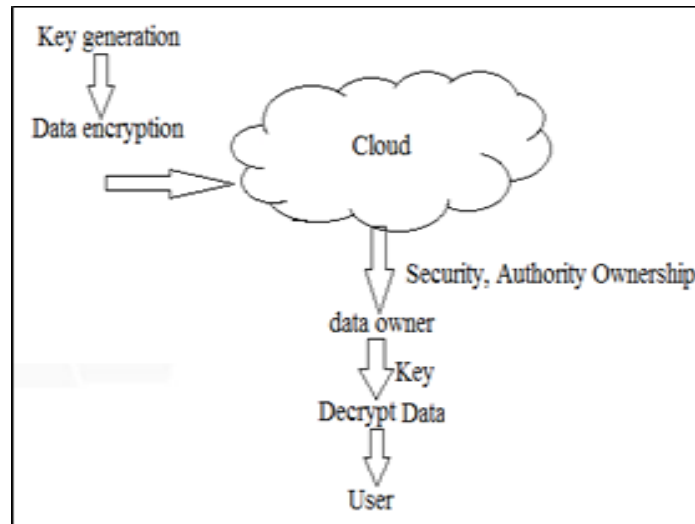 Key generation
Data encryption
Cloud
Security, Authority Ownership
data owner
Key
Decrypt Data
User